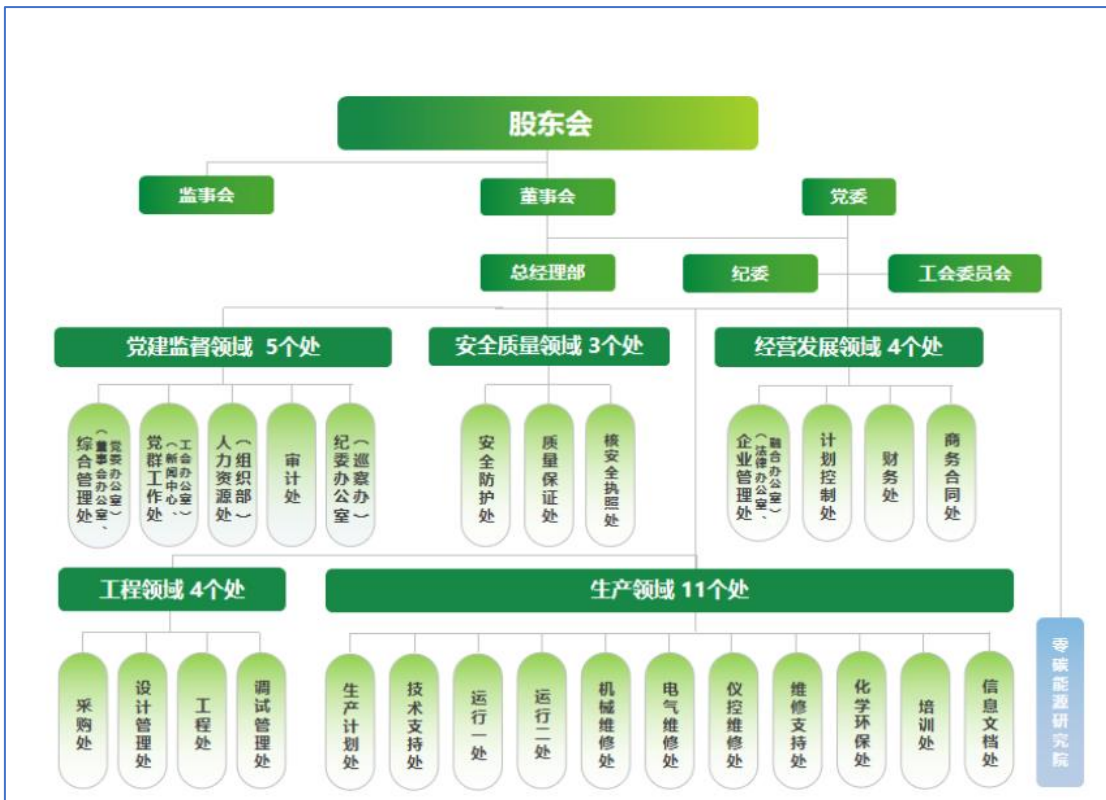 股东会
监事会
董事会
党委
总经理部
纪委
工会委员会
党建监督领域 5个处
安全质量领域 3个处
经营发展领域 4个处
综合管理处
（董事会办公室、
党委办公室）
党群工作处
（新闻中心、
工会办公室）
人力资源处
（组织部）
审计处
纪委办公室
（巡察办）
安全防护处
质量保证处
核安全执照处
企业管理处
（法律办公室、
融合办公室）
计划控制处
财务处
商务合同处
工程领域 4个处
生产领域 11个处
采购处
设计管理处
工程处
调试管理处
生产计划处
技术支持处
运行一处
运行二处
机械维修处
电气维修处
仪控维修处
维修支持处
化学环保处
培训处
信息文档处
零碳能源研究院